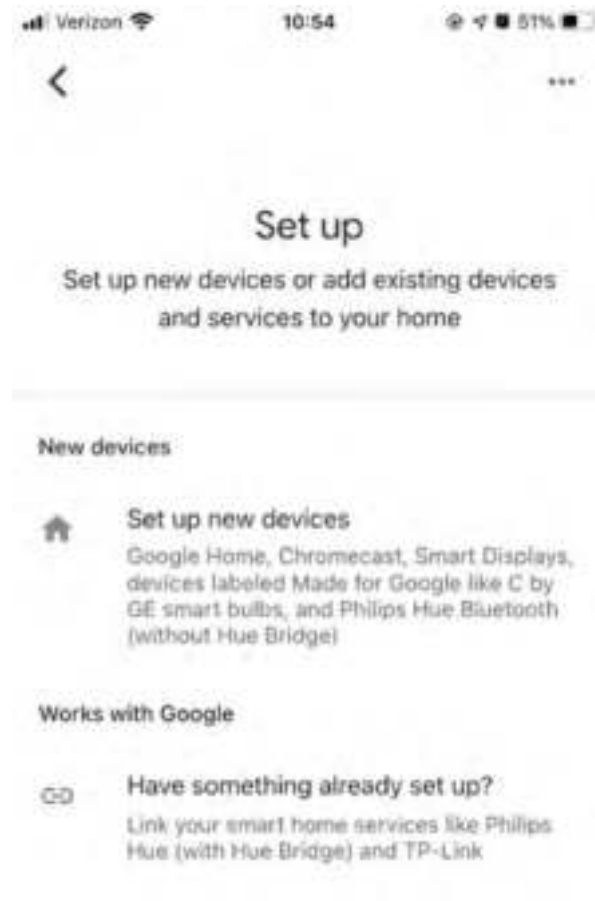 Verizon 10:54 51%
Set up
Set up new devices or add existing devices
and services to your home
New devices
Set up new devices
Google Home, Chromecast, Smart Displays,
devices labeled Made for Google like C by
GE smart bulbs, and Philips Hue Bluetooth
(without Hue Bridge)
Works with Google
Have something already set up?
Link your smart home services like Philips
Hue (with Hue Bridge) and TP-Link